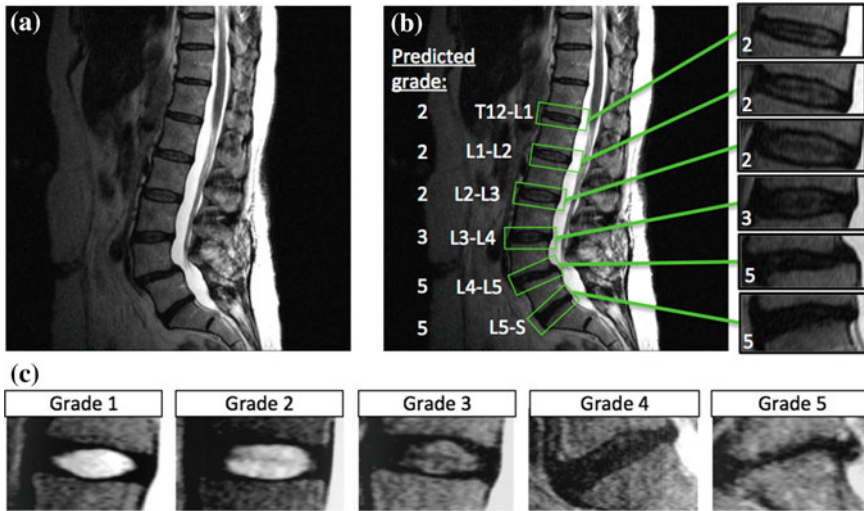 (a)
(b)
Predicted
grade:
2 T12-L1
2 L1-L2
2 L2-L3
3 L3-L4
5 L4-L5
5 L5-S
2
2
2
3
5
5
(c)
Grade 1 Grade 2 Grade 3 Grade 4 Grade 5